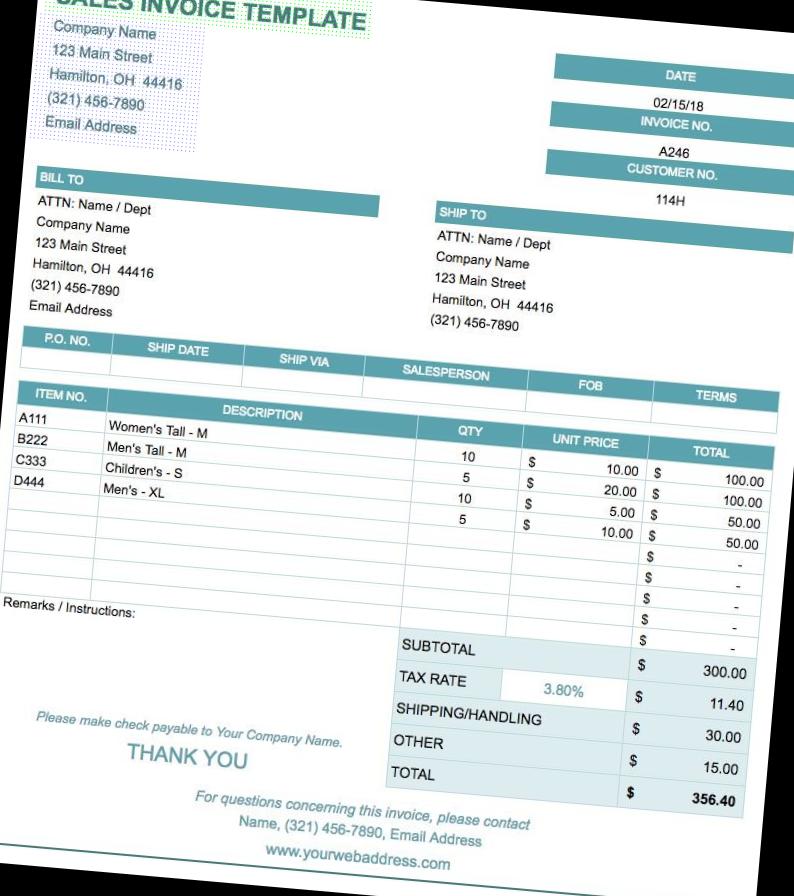 SALES INVOICE TEMPLATE
Company Name
123 Main Street
Hamilton, OH 44416
(321) 456-7890
Email Address
DATE
02/15/18
INVOICE NO.
A246
CUSTOMER NO.
114H
BILL TO
ATTN: Name / Dept
Company Name
123 Main Street
Hamilton, OH 44416
(321) 456-7890
Email Address
SHIP TO
ATTN: Name / Dept
Company Name
123 Main Street
Hamilton, OH 44416
(321) 456-7890
P.O. NO. SHIP DATE SHIP VIA SALESPERSON FOB TERMS
ITEM NO. DESCRIPTION QTY UNIT PRICE TOTAL
A111 Women's Tall - M 10 $ 10.00 $ 100.00
B222 Men's Tall - M 5 $ 20.00 $ 100.00
C333 Children's - S 10 $ 5.00 $ 50.00
D444 Men's - XL 5 $ 10.00 $ 50.00
$ -
$ -
$ -
$ -
$ -
Remarks / Instructions:
SUBTOTAL $ 300.00
TAX RATE 3.80% $ 11.40
SHIPPING/HANDLING $ 30.00
OTHER $ 15.00
TOTAL $ 356.40
Please make check payable to Your Company Name.
THANK YOU
For questions concerning this invoice, please contact
Name, (321) 456-7890, Email Address
www.yourwebaddress.com